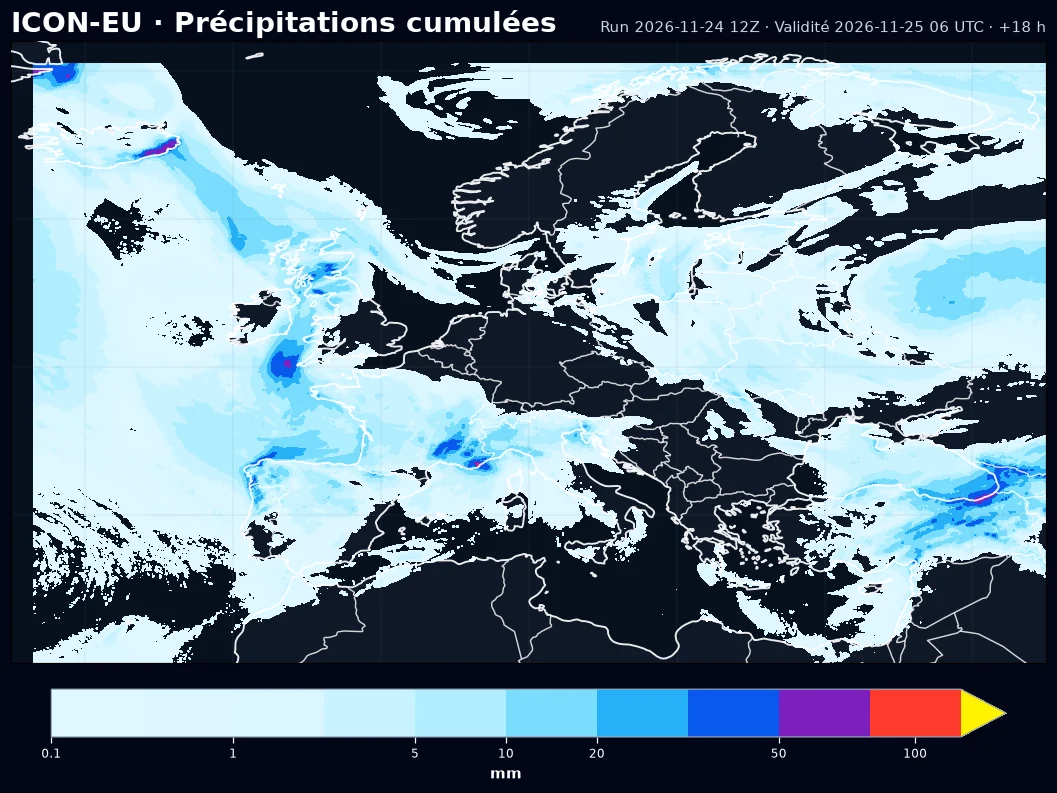 ICON-EU · Précipitations cumulées
Run 2026-11-24 12Z · Validité 2026-11-25 06 UTC · +18 h
0.1 1 5 10 20 50 100
mm